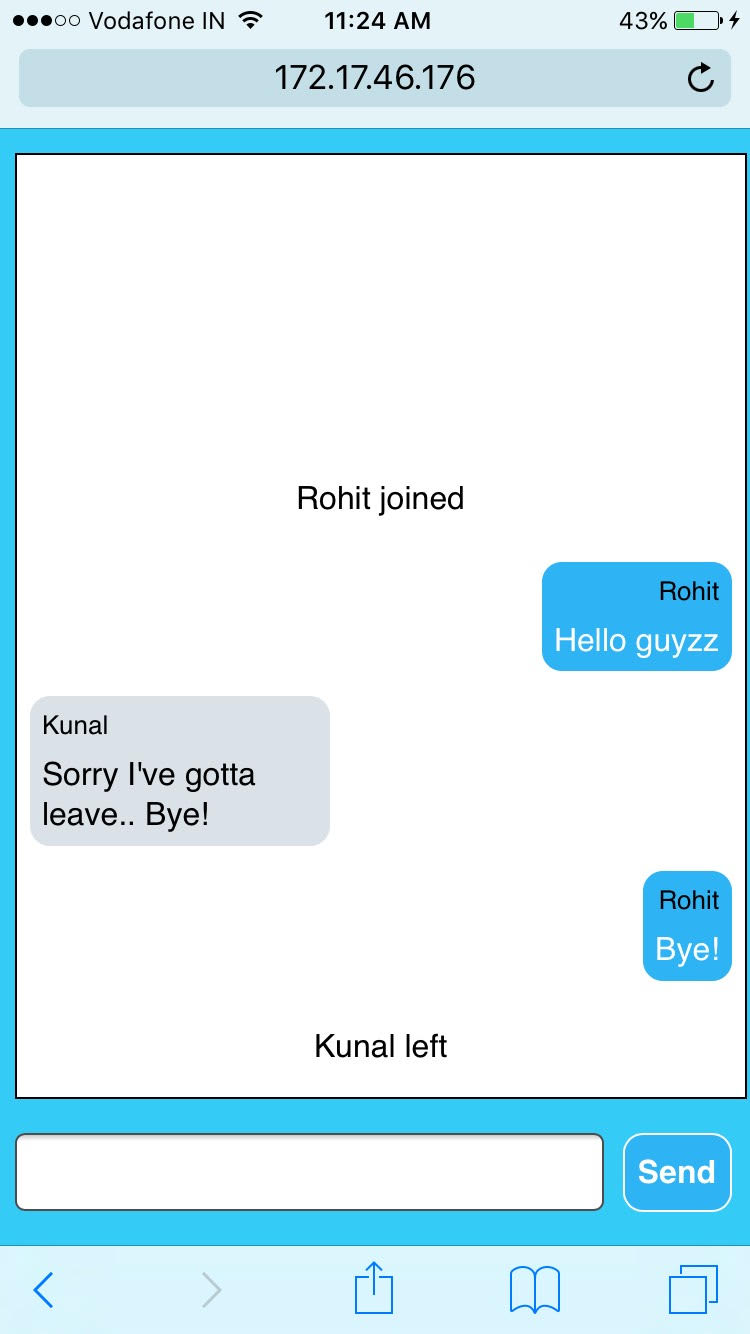 Vodafone IN 11:24 AM 43%
172.17.46.176
Rohit joined
Rohit
Hello guyzz
Kunal
Sorry I've gotta
leave.. Bye!
Rohit
Bye!
Kunal left
Send